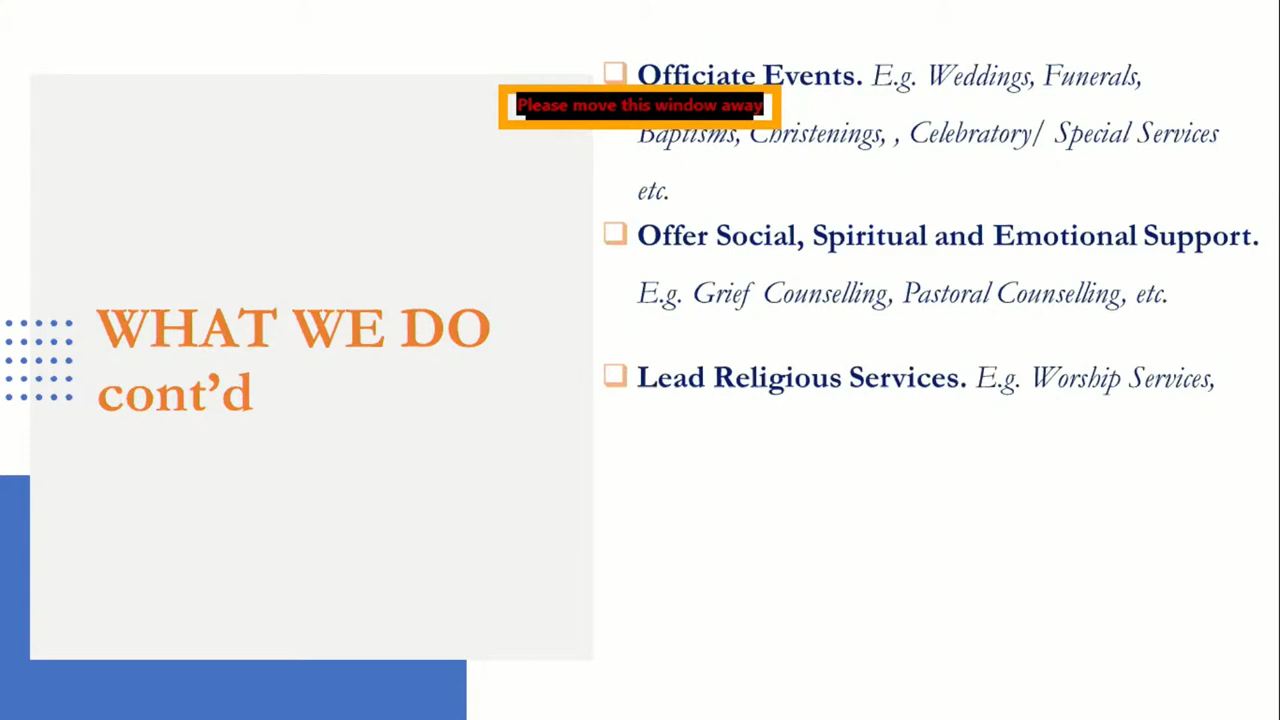 WHAT WE DO
cont’d
Officiate Events. E.g. Weddings, Funerals,
Please move this window away
Baptisms, Christenings, , Celebratory/ Special Services
etc.
Offer Social, Spiritual and Emotional Support.
E.g. Grief Counselling, Pastoral Counselling, etc.
Lead Religious Services. E.g. Worship Services,